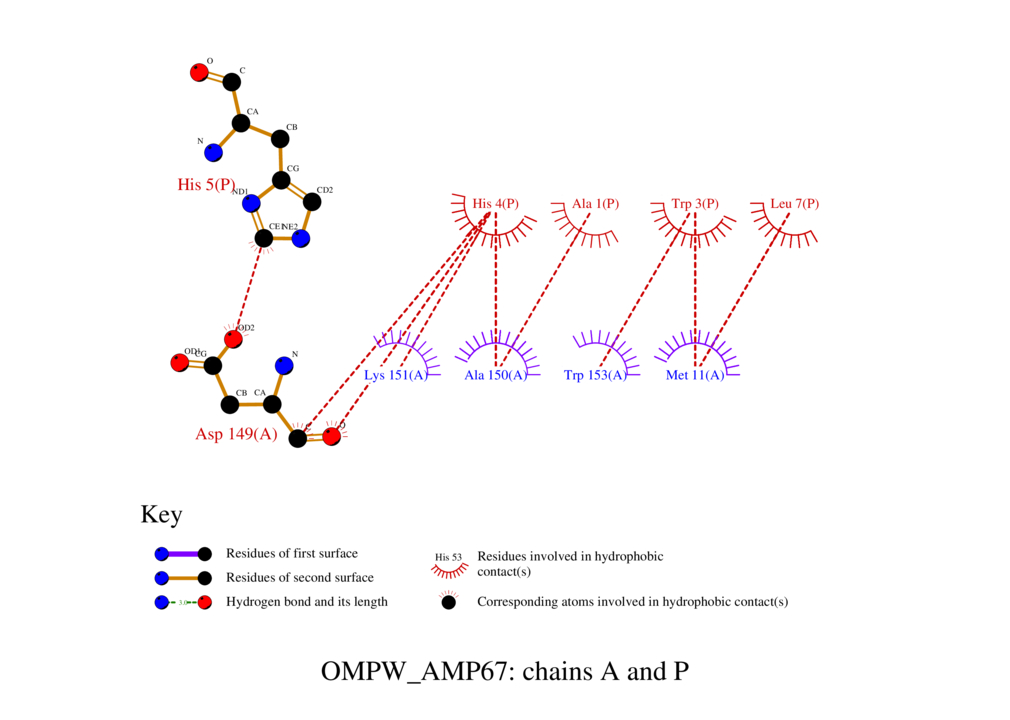 O
C
CA
CB
N
CG
His 5(P)
ND1
CD2
NE2
His 4(P)
Ala 1(P)
Trp 3(P)
Leu 7(P)
OD2
OD1
CG
N
Lys 151(A)
Ala 150(A)
Trp 153(A)
Met 11(A)
CB
CA
Asp 149(A)
O
Key
Residues of first surface
Residues of second surface
Hydrogen bond and its length
His 53
Residues involved in hydrophobic
contact(s)
Corresponding atoms involved in hydrophobic contact(s)
OMPW_AMP67: chains A and P